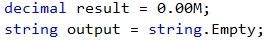 decimal result = 0.00M;
string output = string.Empty;